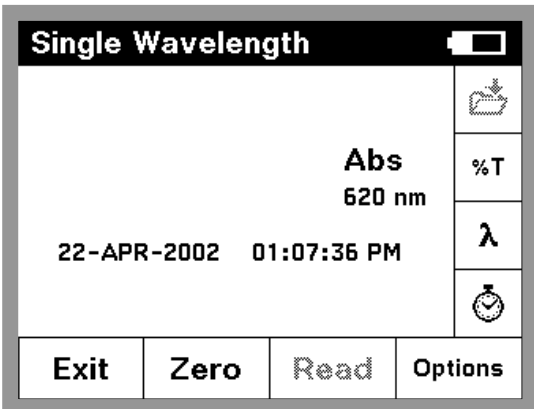 Single Wavelength
Abs
%T
620 nm
λ
22-APR-2002 01:07:36 PM
Exit Zero Read Options